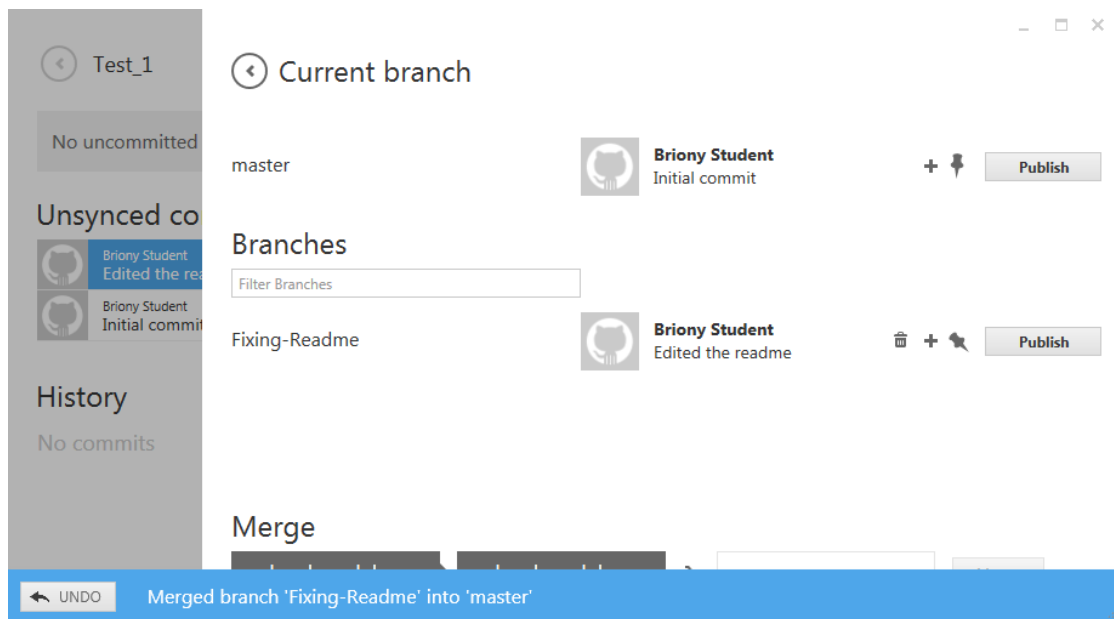 Test_1
No uncommitted
Unsynced co
Briony Student
Edited the rea
Briony Student
Initial commit
History
No commits
Current branch
master
Briony Student
Initial commit
Publish
Branches
Filter Branches
Fixing-Readme
Briony Student
Edited the readme
Publish
Merge
UNDO
Merged branch 'Fixing-Readme' into 'master'